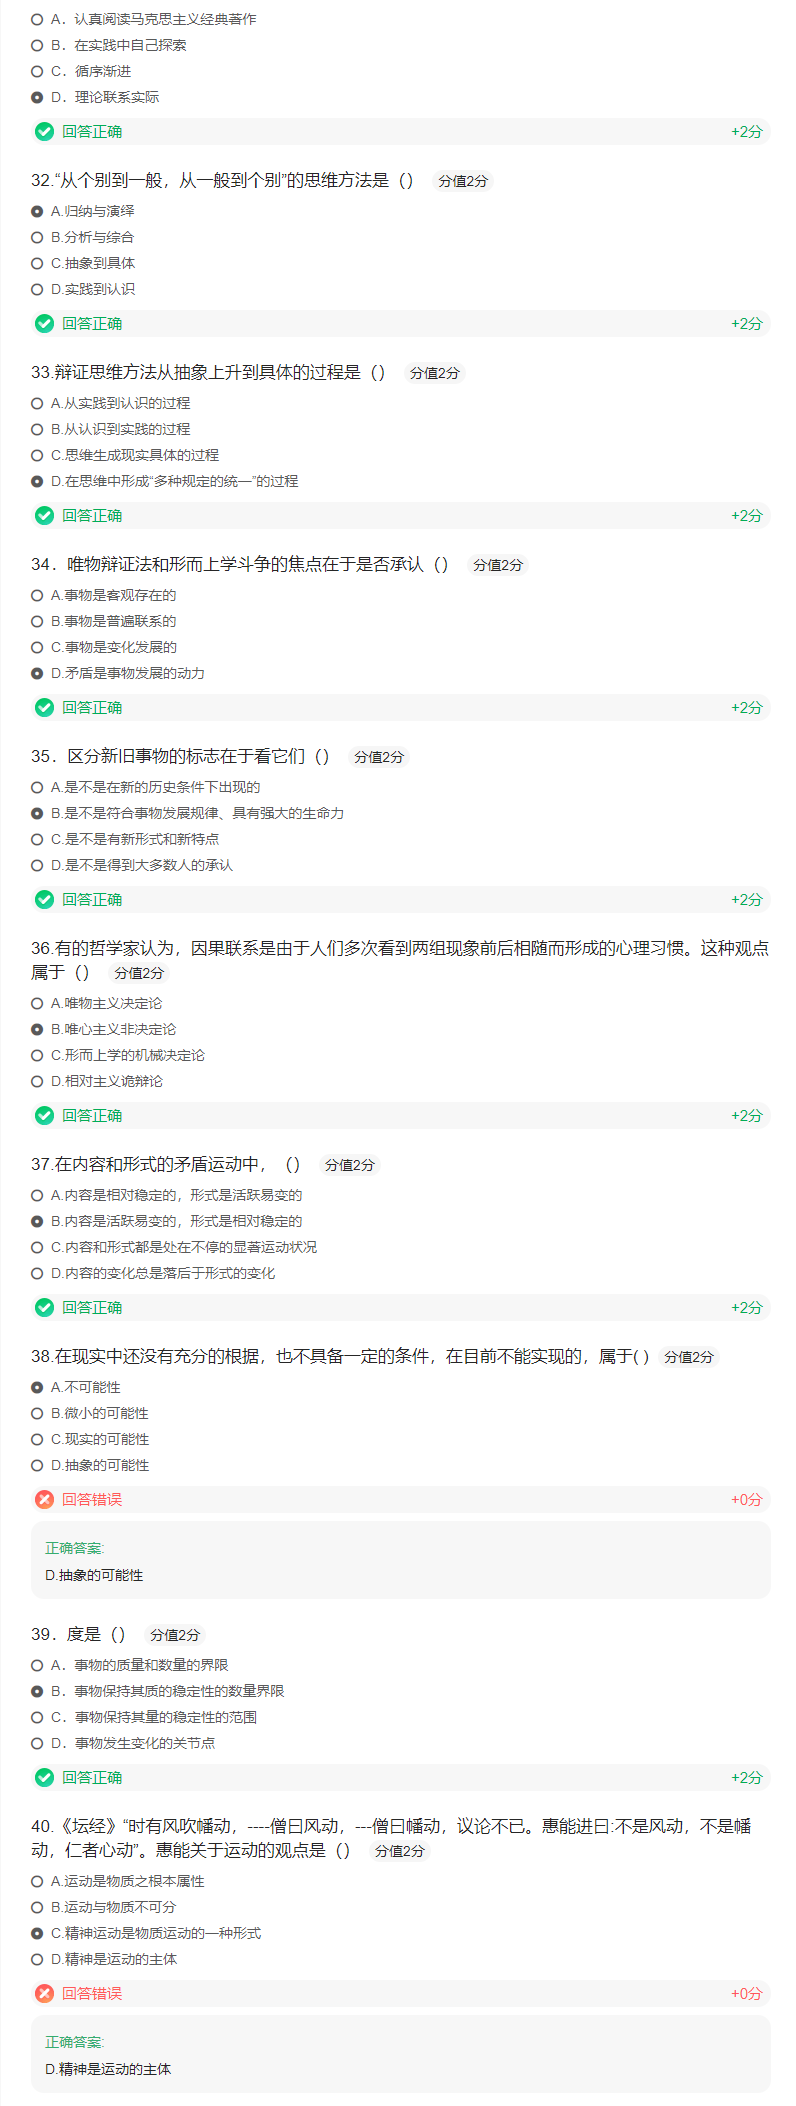 A．认真阅读马克思主义经典著作
B．在实践中自己探索
C．循序渐进
D．理论联系实际
回答正确 +2分
32.“从个别到一般，从一般到个别”的思维方法是（） 分值2分
A.归纳与演绎
B.分析与综合
C.抽象到具体
D.实践到认识
回答正确 +2分
33.辩证思维方法从抽象上升到具体的过程是（） 分值2分
A.从实践到认识的过程
B.从认识到实践的过程
C.思维生成现实具体的过程
D.在思维中形成“多种规定的统一”的过程
回答正确 +2分
34．唯物辩证法和形而上学斗争的焦点在于是否承认（） 分值2分
A.事物是客观存在的
B.事物是普遍联系的
C.事物是变化发展的
D.矛盾是事物发展的动力
回答正确 +2分
35．区分新旧事物的标志在于看它们（） 分值2分
A.是不是在新的历史条件下出现的
B.是不是符合事物发展规律、具有强大的生命力
C.是不是有新形式和新特点
D.是不是得到大多数人的承认
回答正确 +2分
36.有的哲学家认为，因果联系是由于人们多次看到两组现象前后相随而形成的心理习惯。这种观点
属于（） 分值2分
A.唯物主义决定论
B.唯心主义非决定论
C.形而上学的机械决定论
D.相对主义诡辩论
回答正确 +2分
37.在内容和形式的矛盾运动中，（） 分值2分
A.内容是相对稳定的，形式是活跃易变的
B.内容是活跃易变的，形式是相对稳定的
C.内容和形式都是处在不停的显著运动状况
D.内容的变化总是落后于形式的变化
回答正确 +2分
38.在现实中还没有充分的根据，也不具备一定的条件，在目前不能实现的，属于( ) 分值2分
A.不可能性
B.微小的可能性
C.现实的可能性
D.抽象的可能性
回答错误 +0分
正确答案:
D.抽象的可能性
39．度是（） 分值2分
A．事物的质量和数量的界限
B．事物保持其质的稳定性的数量界限
C．事物保持其量的稳定性的范围
D．事物发生变化的关节点
回答正确 +2分
40.《坛经》“时有风吹幡动，----僧曰风动，---僧曰幡动，议论不已。惠能进曰:不是风动，不是幡
动，仁者心动”。惠能关于运动的观点是（） 分值2分
A.运动是物质之根本属性
B.运动与物质不可分
C.精神运动是物质运动的一种形式
D.精神是运动的主体
回答错误 +0分
正确答案:
D.精神是运动的主体